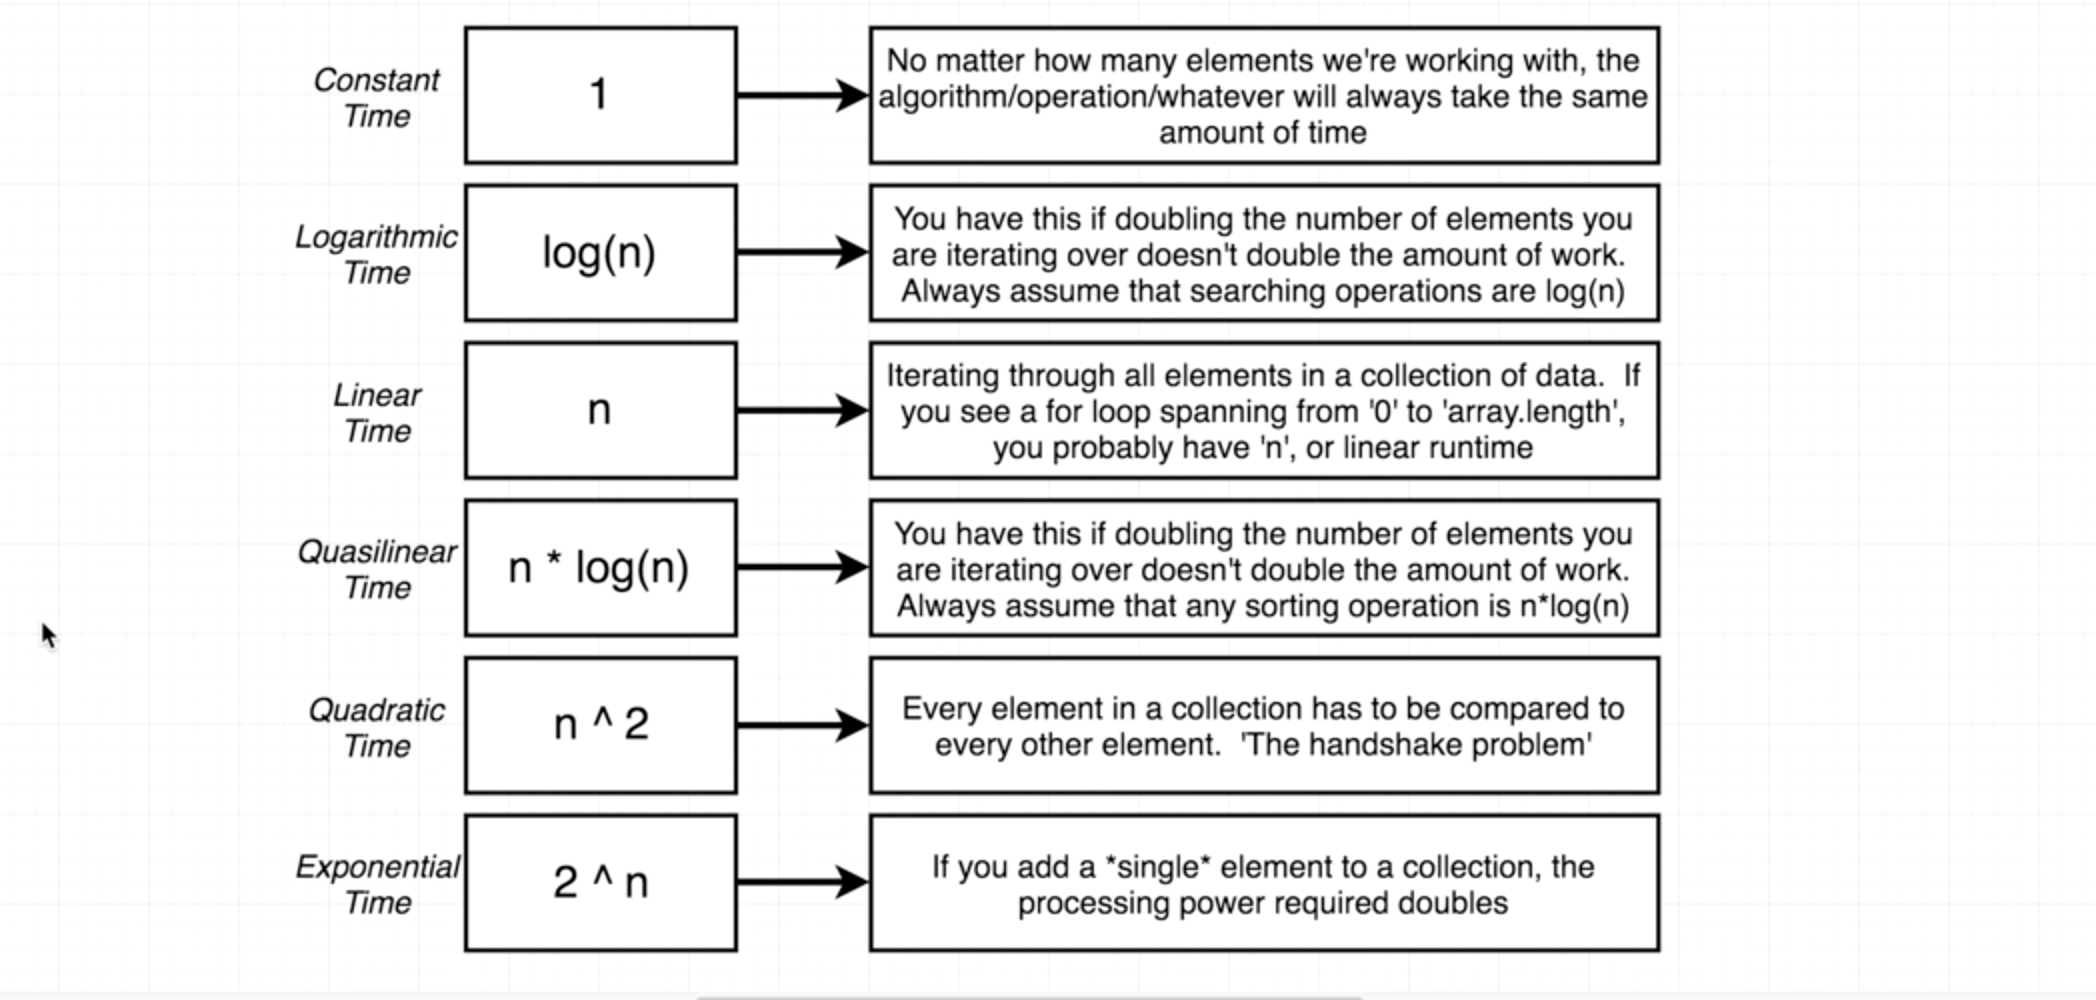 Constant
Time
1
No matter how many elements we're working with, the
algorithm/operation/whatever will always take the same
amount of time
Logarithmic
Time
log(n)
You have this if doubling the number of elements you
are iterating over doesn't double the amount of work.
Always assume that searching operations are log(n)
Linear
Time
n
Iterating through all elements in a collection of data.  If
you see a for loop spanning from '0' to 'array.length',
you probably have 'n', or linear runtime
Quasilinear
Time
n * log(n)
You have this if doubling the number of elements you
are iterating over doesn't double the amount of work.
Always assume that any sorting operation is n*log(n)
Quadratic
Time
n ^ 2
Every element in a collection has to be compared to
every other element.  'The handshake problem'
Exponential
Time
2 ^ n
If you add a *single* element to a collection, the
processing power required doubles